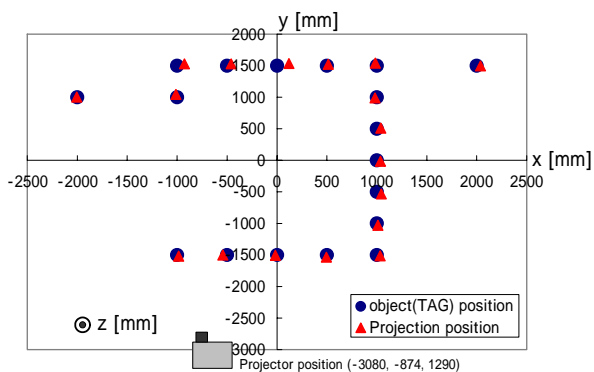 y [mm]
2000
1500
1000
500
0
x [mm]
-2500 -2000 -1500 -1000 -500 0 500 1000 1500 2000 2500
-500
-1000
-1500
-2000
-2500
-3000
object(TAG) position
Projection position
z [mm]
Projector position (-3080, -874, 1290)